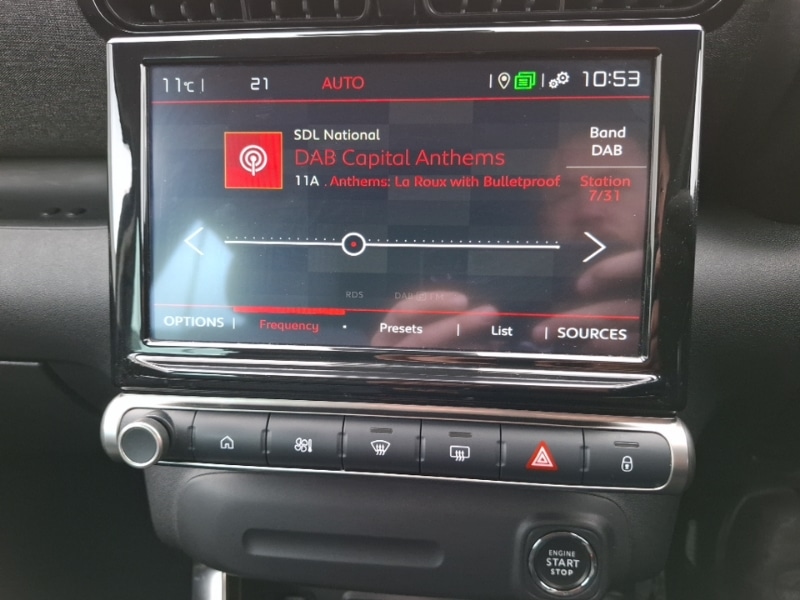 11°C | 21 AUTO | | 10:53
SDL National
DAB Capital Anthems
11A . Anthems: La Roux with Bulletproof
Band
DAB
Station
7/31
RDS
OPTIONS | Frequency • Presets | List | SOURCES
ENGINE
START
STOP